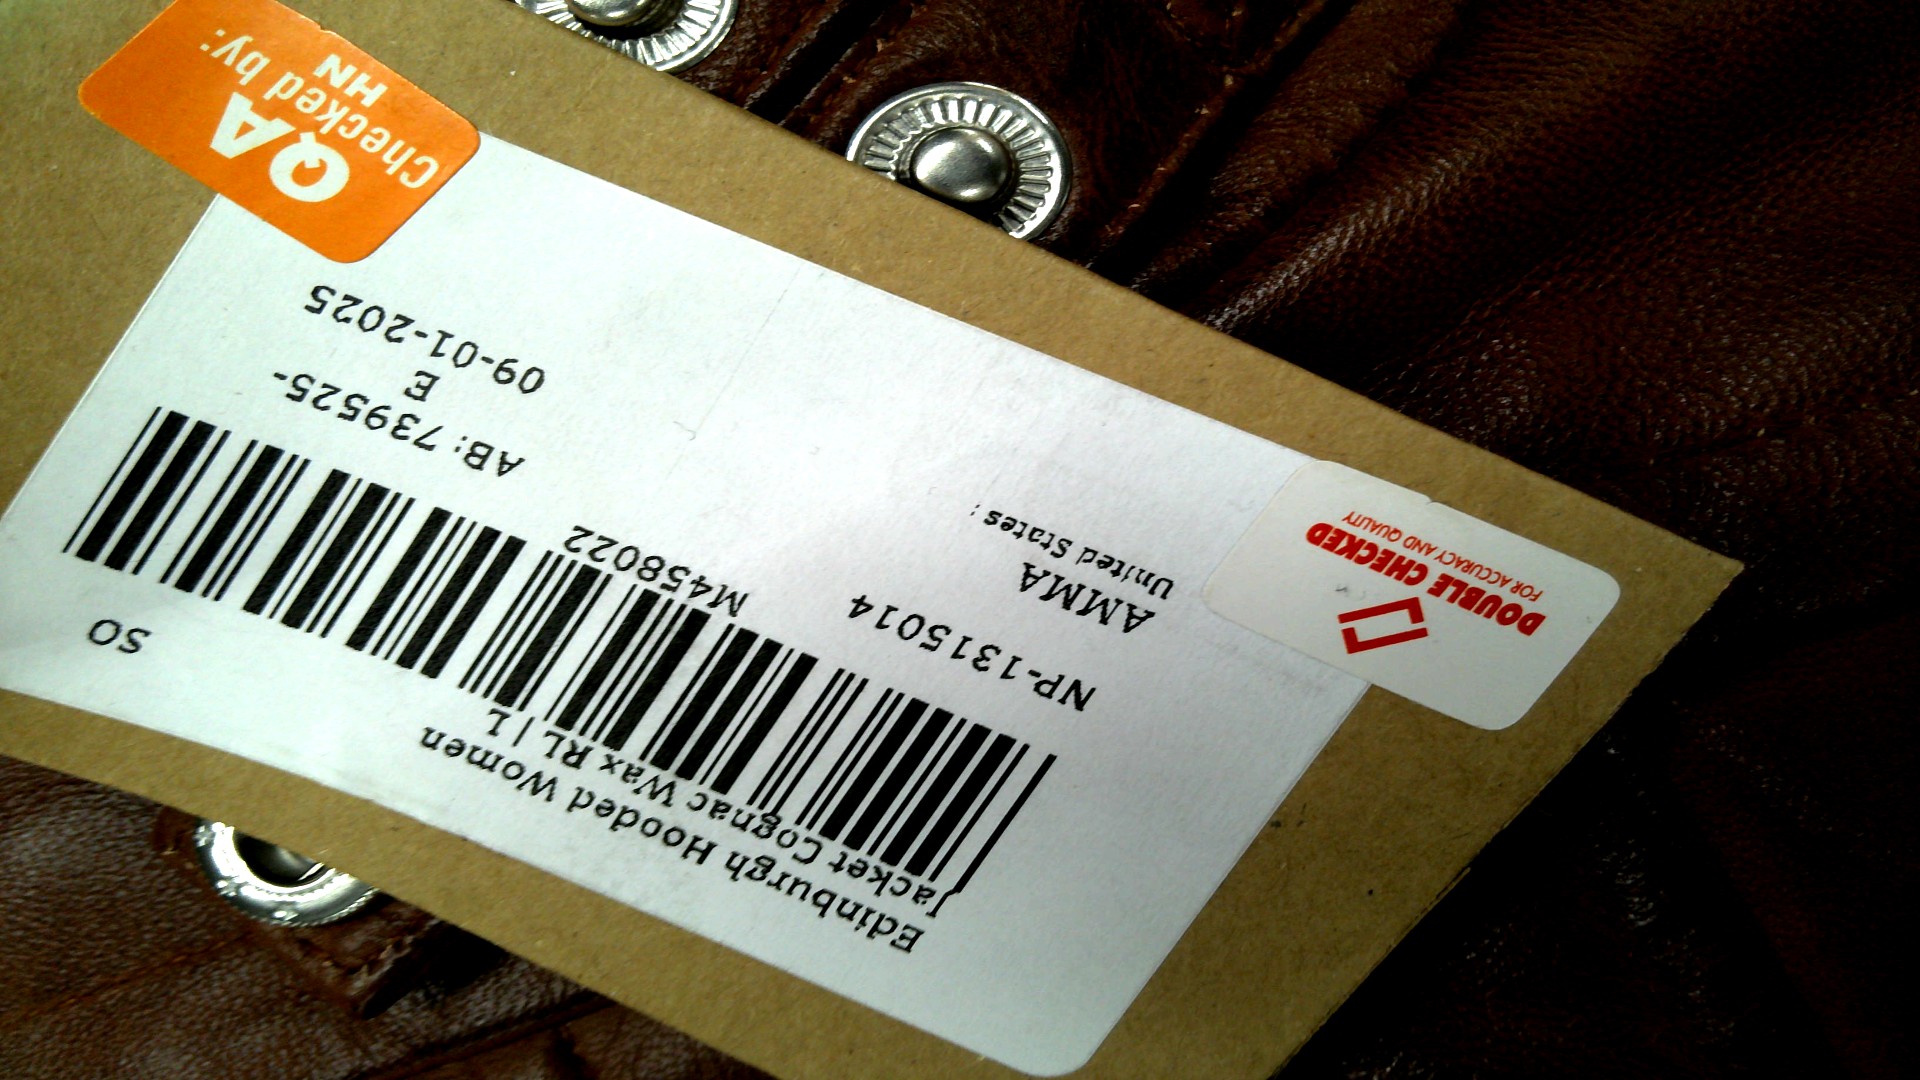 Edinburgh Hooded Women
Jacket Cognac Wax RL / L
SO
M458022
NP-1315014
AMMA
United States
AB: 739525-
E
09-01-2025
DOUBLE CHECKED
FOR ACCURACY AND QUALITY
QA
Checked by:
HN